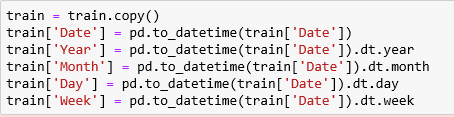 train = train.copy()
train['Date'] = pd.to_datetime(train['Date'])
train['Year'] = pd.to_datetime(train['Date']).dt.year
train['Month'] = pd.to_datetime(train['Date']).dt.month
train['Day'] = pd.to_datetime(train['Date']).dt.day
train['Week'] = pd.to_datetime(train['Date']).dt.week